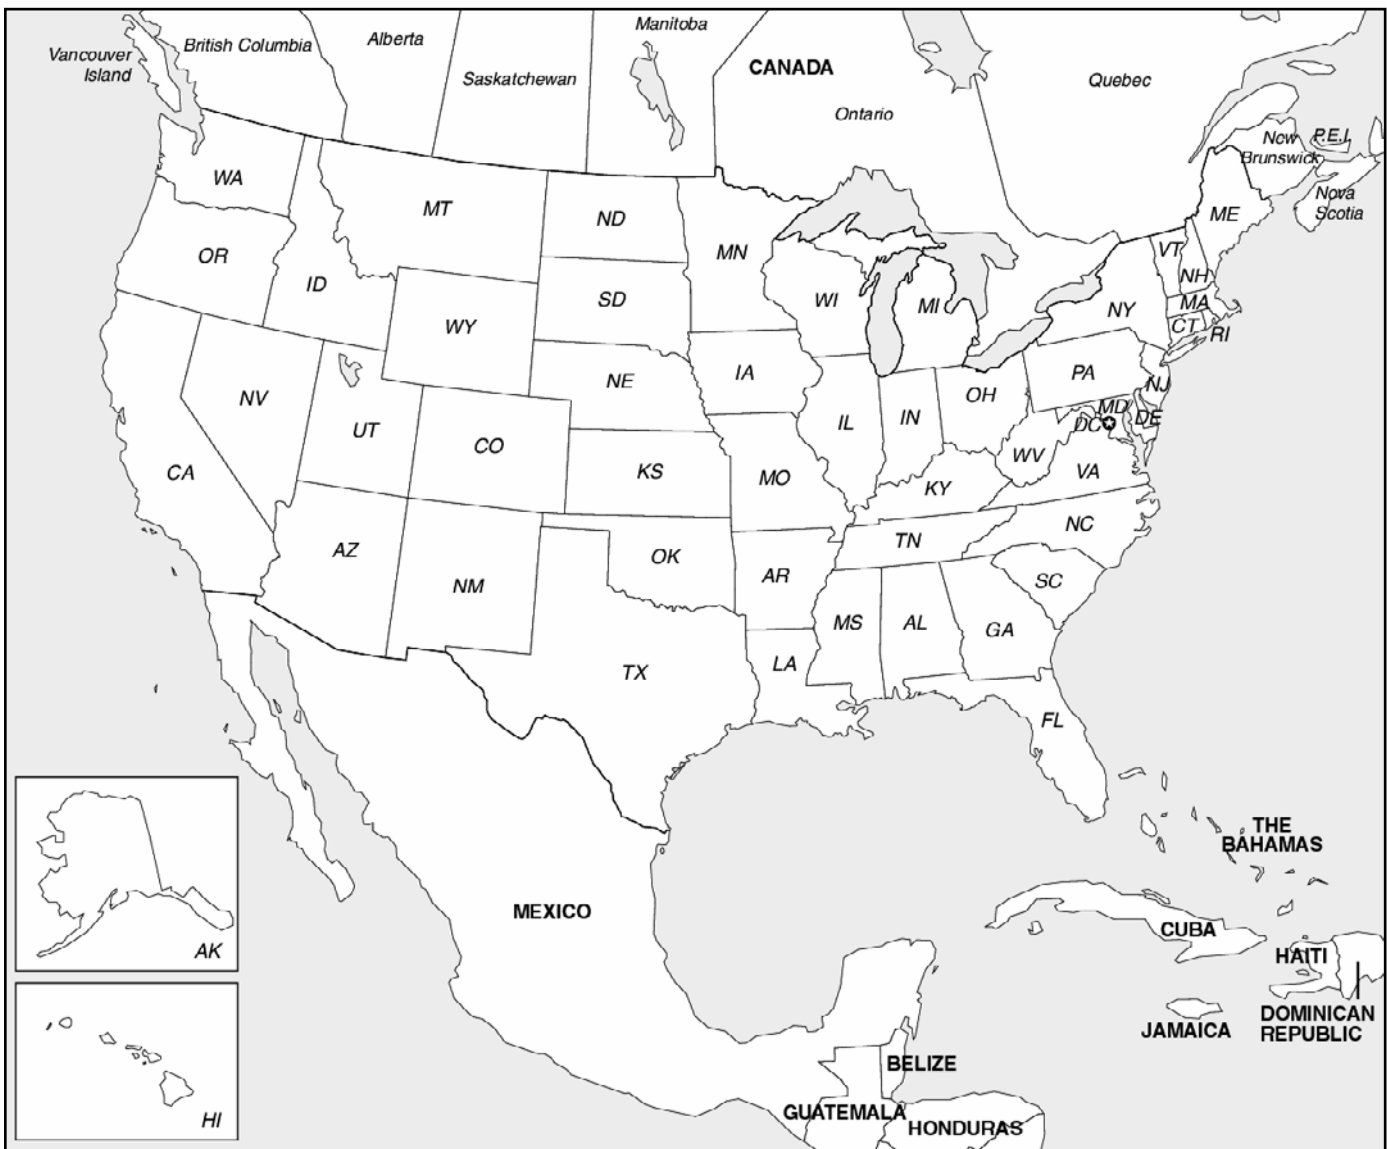 Vancouver
Island
British Columbia
Alberta
Saskatchewan
Manitoba
CANADA
Ontario
Quebec
New
Brunswick
P.E.I.
Nova
Scotia
WA
MT
ND
MN
ME
VT
NH
OR
ID
SD
WI
MI
NY
MA
CT
RI
WY
IA
NE
PA
NJ
NV
UT
CO
IL
IN
OH
MD
DE
DC
CA
KS
MO
WV
VA
KY
AZ
NM
OK
AR
TN
NC
SC
MS
AL
GA
TX
LA
FL
THE
BAHAMAS
MEXICO
CUBA
HAITI
DOMINICAN
REPUBLIC
JAMAICA
BELIZE
GUATEMALA
HONDURAS
AK
HI